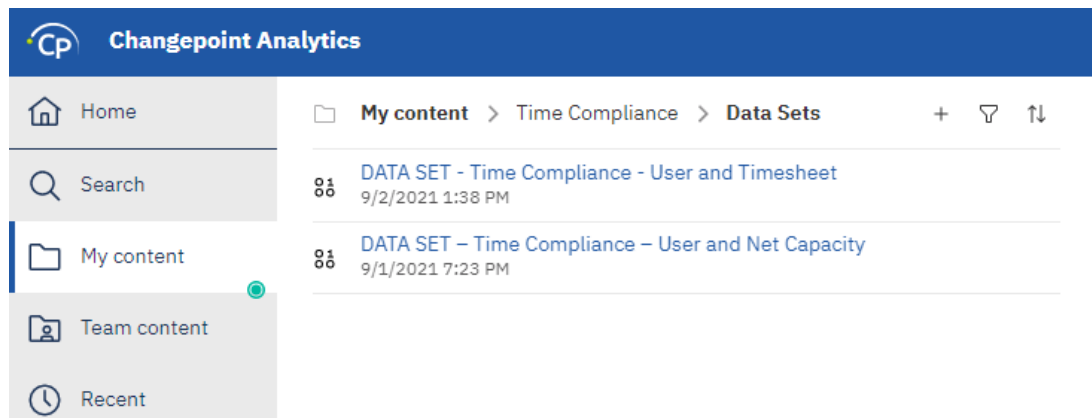 Cp Changepoint Analytics
Home
My content > Time Compliance > Data Sets
Search
DATA SET - Time Compliance - User and Timesheet
9/2/2021 1:38 PM
My content
DATA SET – Time Compliance – User and Net Capacity
9/1/2021 7:23 PM
Team content
Recent